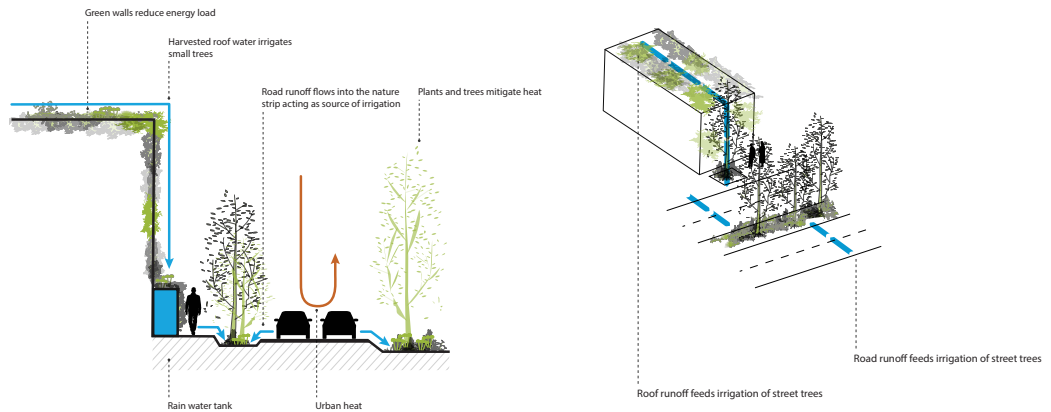 Green walls reduce energy load
Harvested roof water irrigates
small trees
Road runoff flows into the nature
strip acting as source of irrigation
Plants and trees mitigate heat
Rain water tank
Urban heat
Road runoff feeds irrigation of street trees
Roof runoff feeds irrigation of street trees